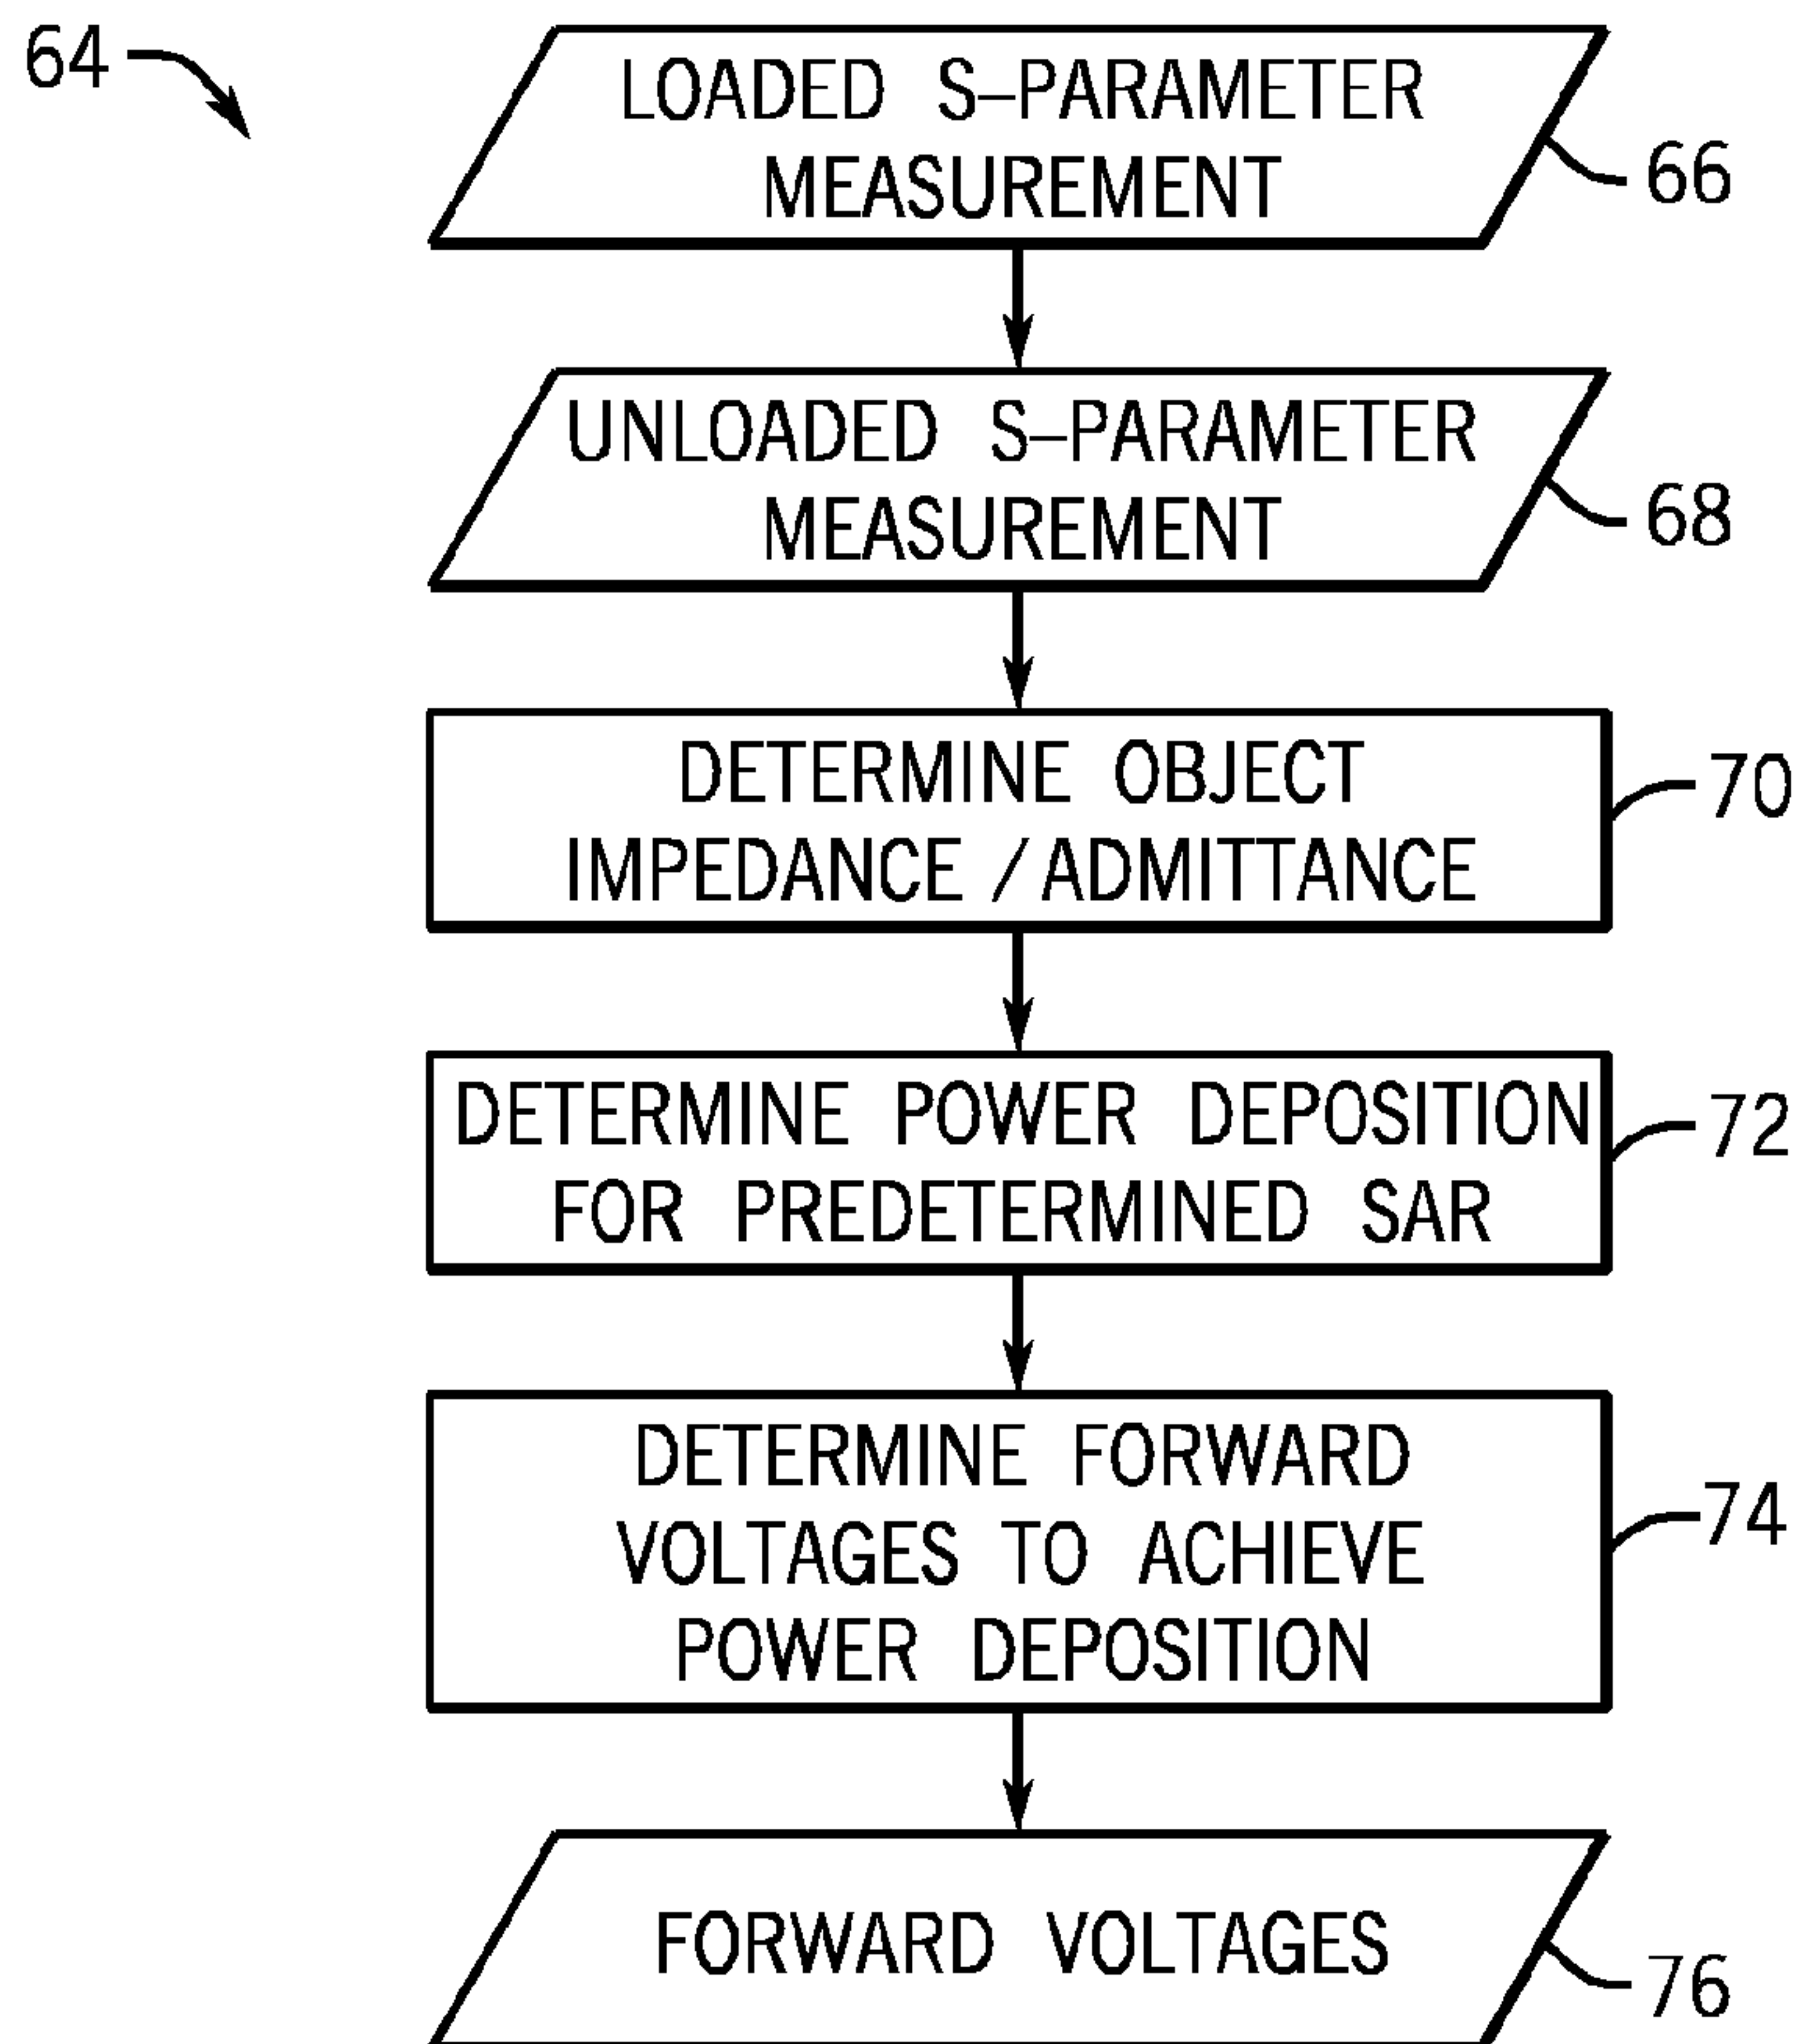 64
LOADED S–PARAMETER
MEASUREMENT
66
UNLOADED S–PARAMETER
MEASUREMENT
68
DETERMINE OBJECT
IMPEDANCE/ADMITTANCE
70
DETERMINE POWER DEPOSITION
FOR PREDETERMINED SAR
72
DETERMINE FORWARD
VOLTAGES TO ACHIEVE
POWER DEPOSITION
74
FORWARD VOLTAGES
76